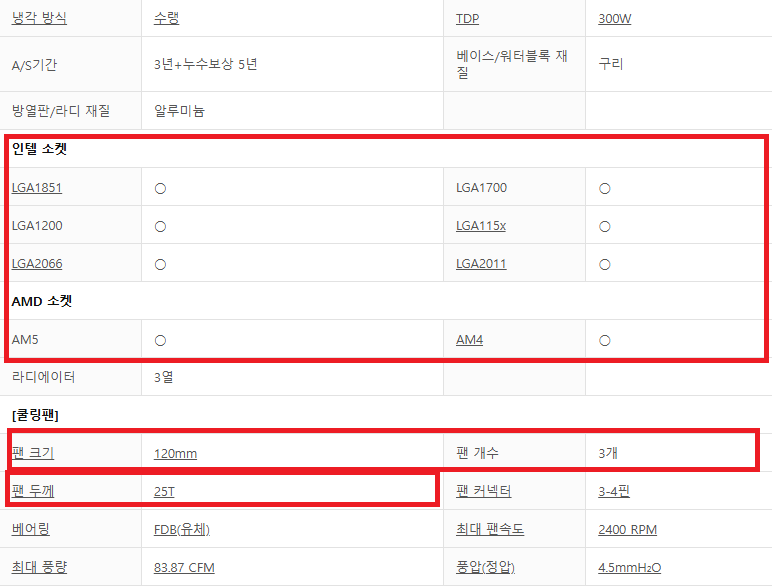 냉각 방식 수랭 TDP 300W
A/S기간 3년+누수보상 5년 베이스/워터블록 재
질 구리
방열판/라디 재질 알루미늄
인텔 소켓
LGA1851 ○ LGA1700 ○
LGA1200 ○ LGA115x ○
LGA2066 ○ LGA2011 ○
AMD 소켓
AM5 ○ AM4 ○
라디에이터 3열
[쿨링팬]
팬 크기 120mm 팬 개수 3개
팬 두께 25T 팬 커넥터 3-4핀
베어링 FDB(유체) 최대 팬속도 2400 RPM
최대 풍량 83.87 CFM 풍압(정압) 4.5mmH₂O